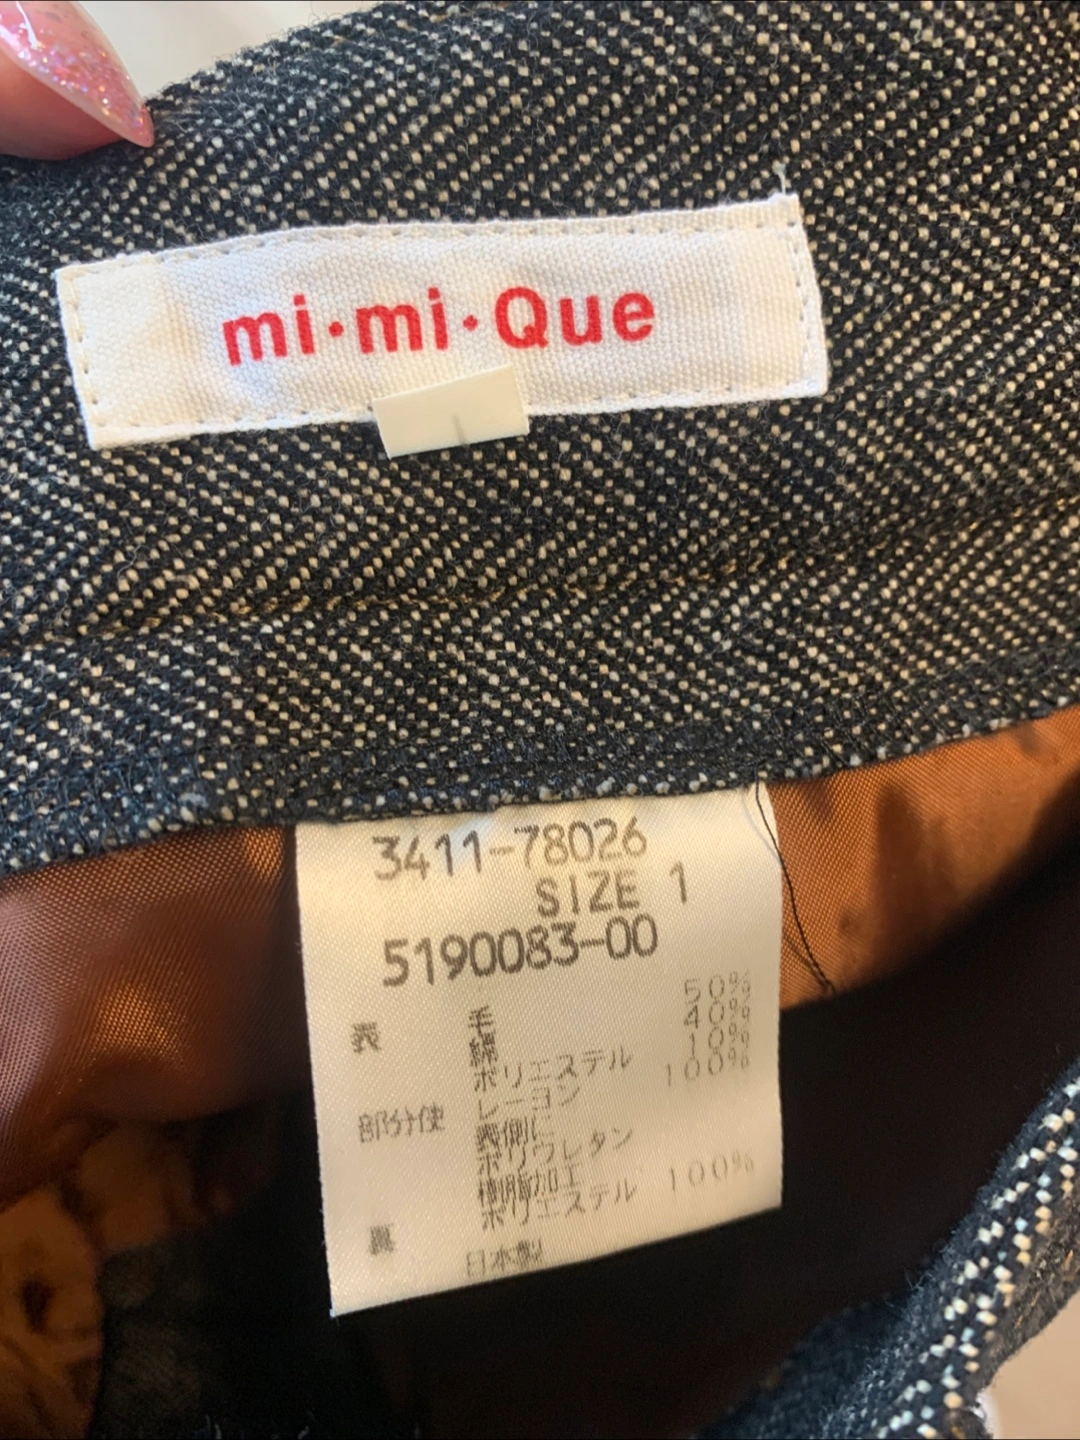 mi·mi·Que
1
3411-78026
SIZE 1
5190083-00
表 毛 50%
綿 40%
ポリエステル 10%
部分使 レーヨン 100%
表側に
ポリウレタン
樹脂加工
裏 ポリエステル 100%
日本製